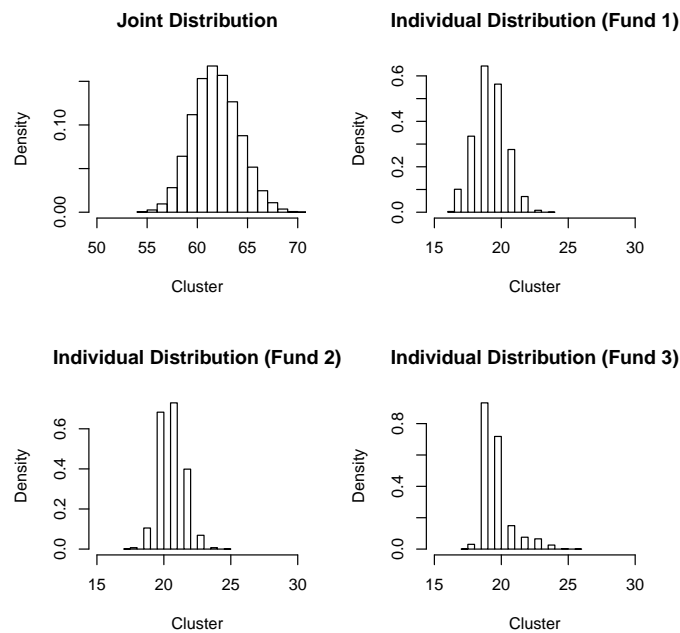 Joint Distribution
Density
0.00 0.10
50 55 60 65 70
Cluster
Individual Distribution (Fund 1)
Density
0.0 0.2 0.4 0.6
15 20 25 30
Cluster
Individual Distribution (Fund 2)
Density
0.0 0.2 0.4 0.6
15 20 25 30
Cluster
Individual Distribution (Fund 3)
Density
0.0 0.4 0.8
15 20 25 30
Cluster